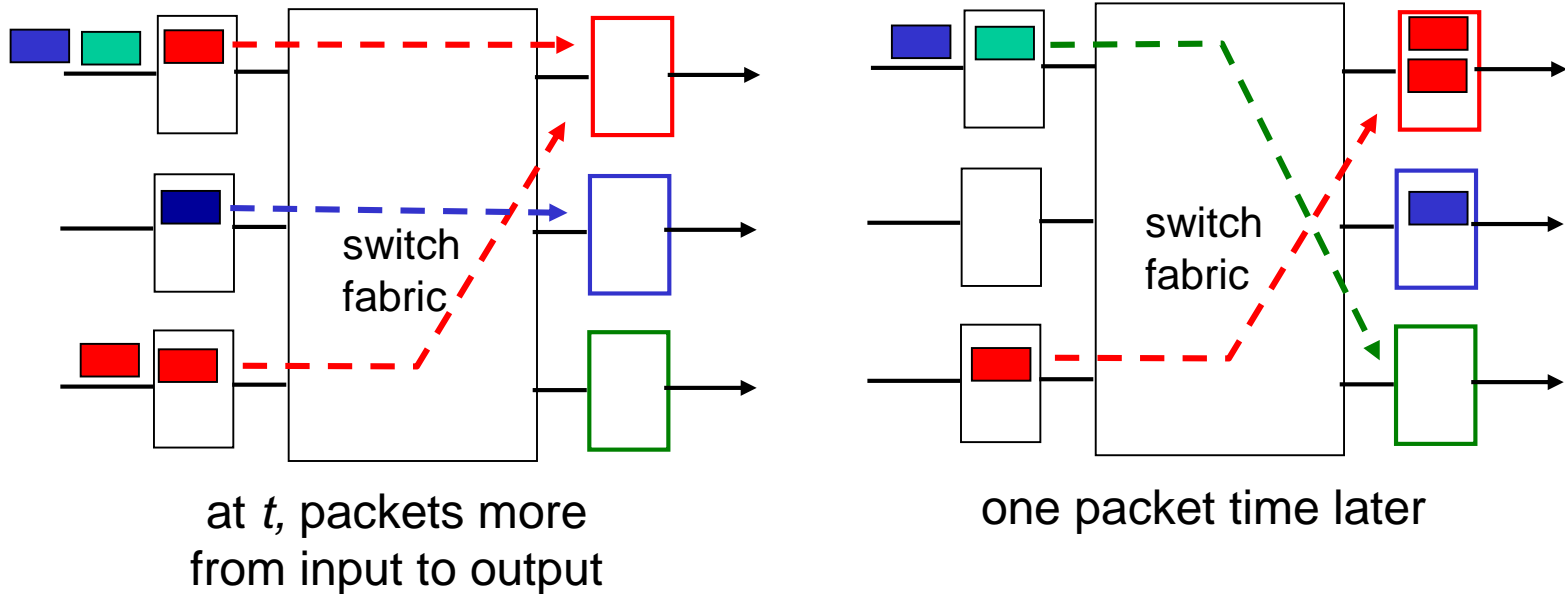 switch
fabric
at t, packets more
from input to output
switch
fabric
one packet time later